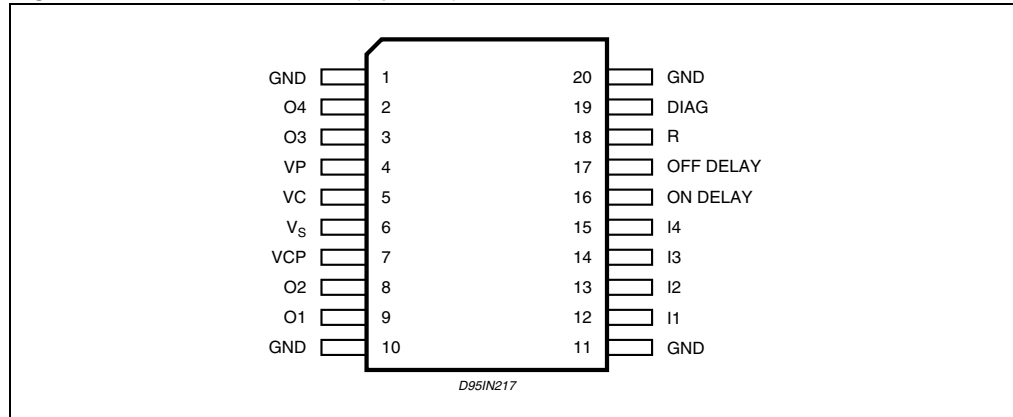 GND 1 20 GND
O4 2 19 DIAG
O3 3 18 R
VP 4 17 OFF DELAY
VC 5 16 ON DELAY
VS 6 15 I4
VCP 7 14 I3
O2 8 13 I2
O1 9 12 I1
GND 10 11 GND
D95IN217